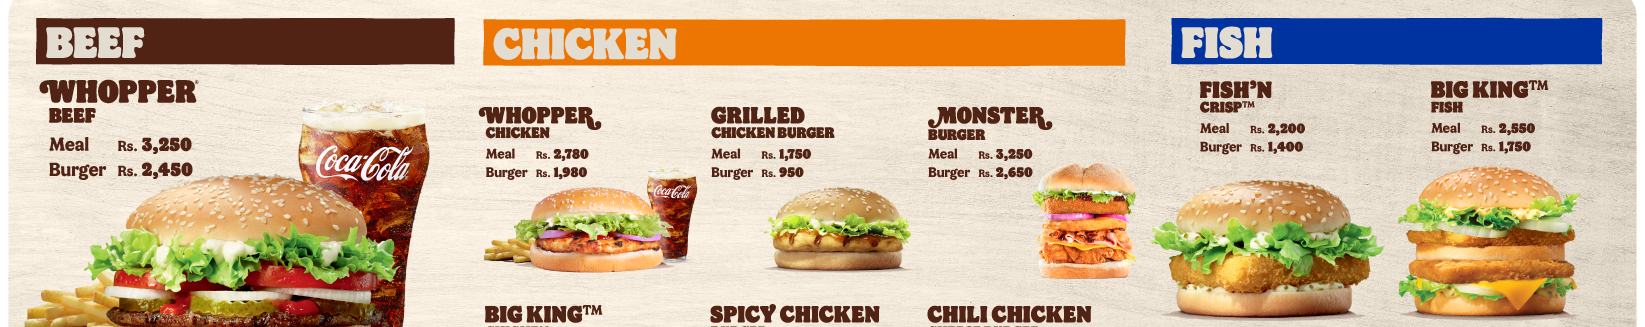 BEEF
WHOPPER®
BEEF
Meal Rs. 3,250
Burger Rs. 2,450
Coca-Cola
CHICKEN
WHOPPER
CHICKEN
Meal Rs. 2,780
Burger Rs. 1,980
Coca-Cola
GRILLED
CHICKEN BURGER
Meal Rs. 1,750
Burger Rs. 950
MONSTER
BURGER
Meal Rs. 3,250
Burger Rs. 2,650
BIG KING™
SPICY CHICKEN
CHILI CHICKEN
FISH
FISH'N
CRISP™
Meal Rs. 2,200
Burger Rs. 1,400
BIG KING™
FISH
Meal Rs. 2,550
Burger Rs. 1,750